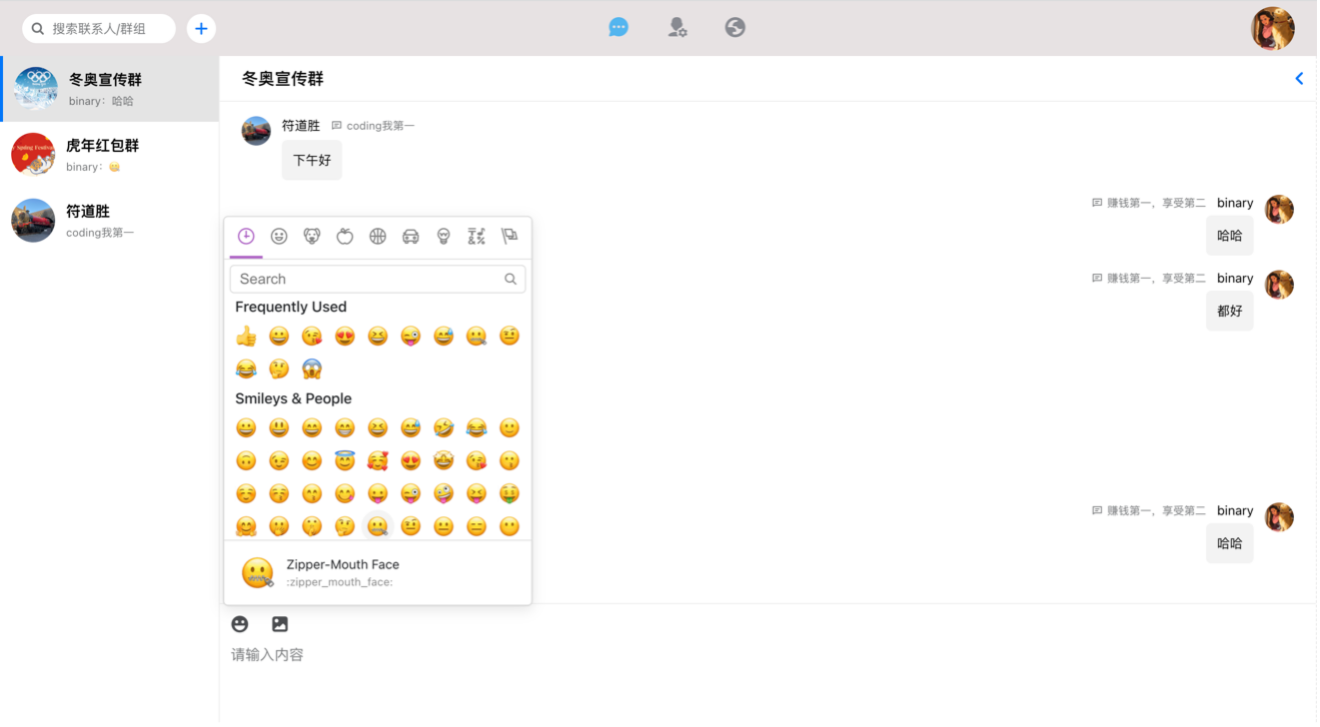 搜索联系人/群组
冬奥宣传群
binary：哈哈
虎年红包群
binary：🤐
符道胜
coding我第一
冬奥宣传群
符道胜 coding我第一
下午好
赚钱第一，享受第二 binary
哈哈
赚钱第一，享受第二 binary
都好
赚钱第一，享受第二 binary
哈哈
Search
Frequently Used
Smileys & People
Zipper-Mouth Face
:zipper_mouth_face:
请输入内容